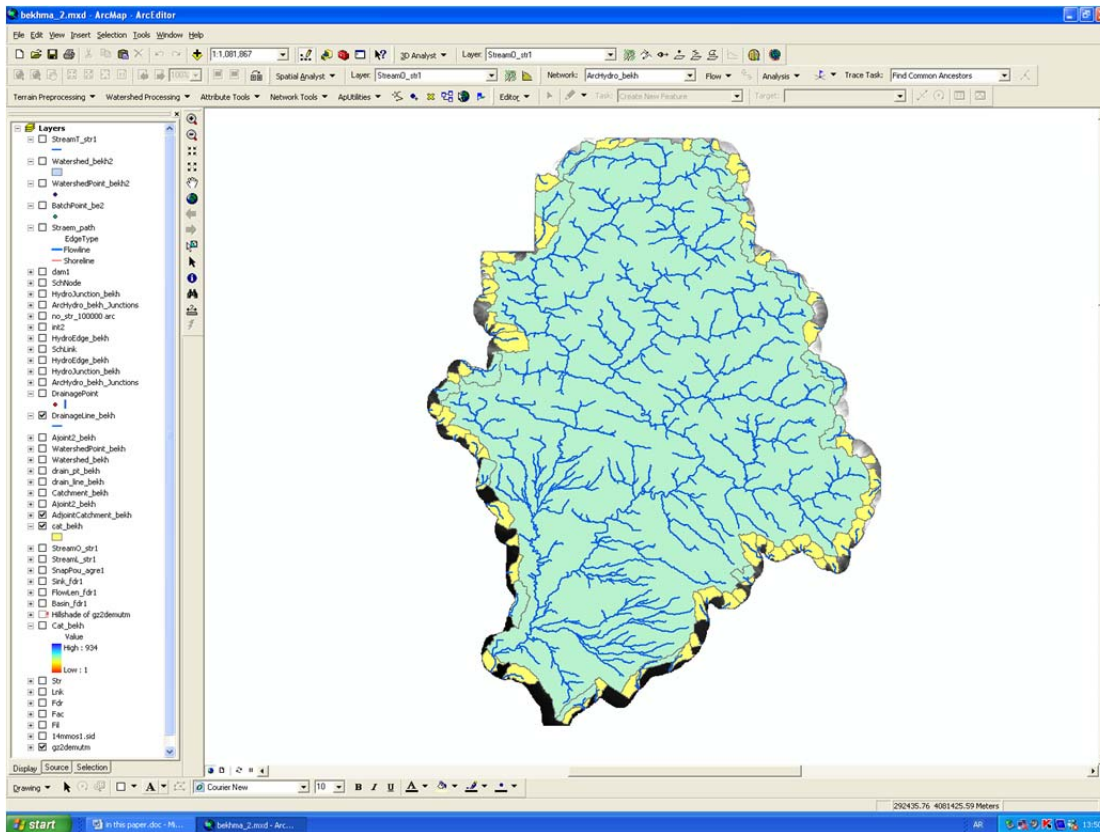 bekhma_2.mxd - ArcMap - ArcEditor
File Edit View Insert Selection Tools Window Help
1:1,081,867 3D Analyst Layer: StreamO_str1
100% Spatial Analyst Layer: StreamO_str1 Network: ArcHydro_bekh Flow Analysis Trace Task: Find Common Ancestors
Terrain Preprocessing Watershed Processing Attribute Tools Network Tools ApUtilities Editor Task: Create New Feature Target:
Layers
StreamT_str1
Watershed_bekh2
WatershedPoint_bekh2
BatchPoint_be2
Straem_path
EdgeType
Flowline
Shoreline
dam1
SchNode
HydroJunction_bekh
ArcHydro_bekh_Junctions
no_str_100000 arc
int2
HydroEdge_bekh
SchLink
HydroEdge_bekh
HydroJunction_bekh
ArcHydro_bekh_Junctions
DrainagePoint
DrainageLine_bekh
Ajoint2_bekh
WatershedPoint_bekh
Watershed_bekh
drain_pt_bekh
drain_line_bekh
Catchment_bekh
Ajoint2_bekh
AdjointCatchment_bekh
cat_bekh
StreamO_str1
StreamL_str1
SnapPou_agre1
Sink_fdr1
FlowLen_fdr1
Basin_fdr1
Hillshade of gz2demutm
Cat_bekh
Value
High : 934
Low : 1
Str
Lnk
Fdr
Fac
Fil
14mmos1.sid
gz2demutm
Display Source Selection
Drawing A Courier New 10 B I U A
292435.76 4081425.59 Meters
start in this paper.doc - Mi... bekhma_2.mxd - Arc... AR 13:50